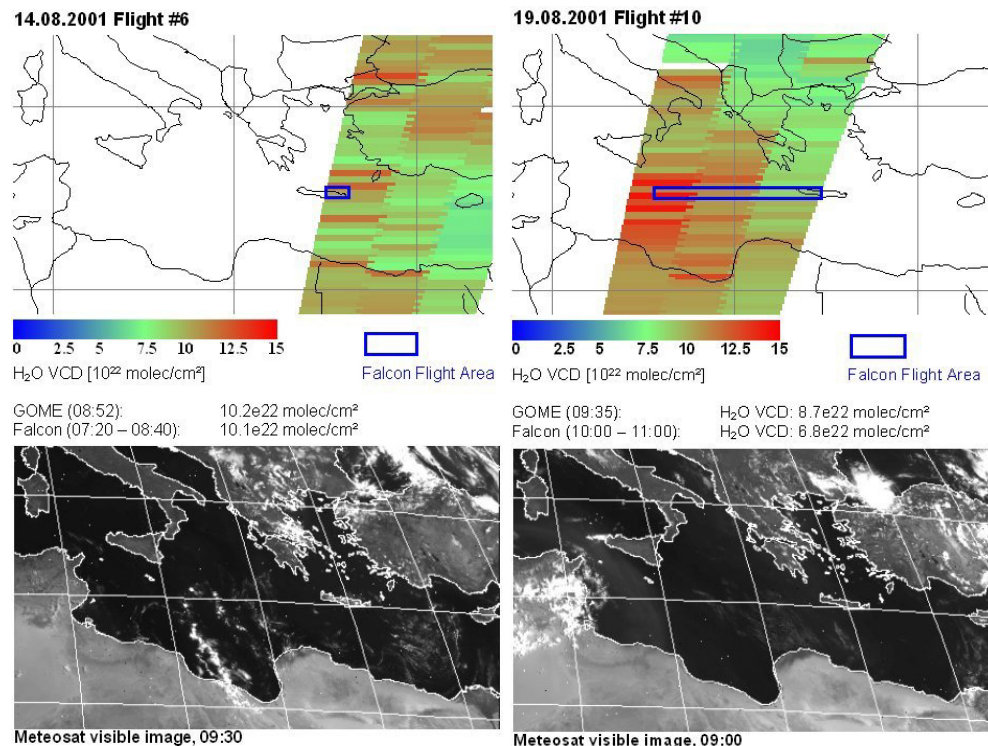 14.08.2001 Flight #6
0 2.5 5 7.5 10 12.5 15
H₂O VCD [10²² molec/cm²]
Falcon Flight Area
GOME (08:52): 10.2e22 molec/cm²
Falcon (07:20 – 08:40): 10.1e22 molec/cm²
Meteosat visible image, 09:30
19.08.2001 Flight #10
0 2.5 5 7.5 10 12.5 15
H₂O VCD [10²² molec/cm²]
Falcon Flight Area
GOME (09:35): H₂O VCD: 8.7e22 molec/cm²
Falcon (10:00 – 11:00): H₂O VCD: 6.8e22 molec/cm²
Meteosat visible image, 09:00